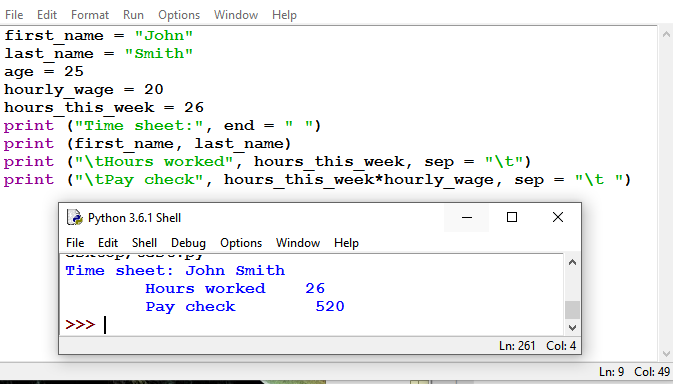 File Edit Format Run Options Window Help
first_name = "John"
last_name = "Smith"
age = 25
hourly_wage = 20
hours_this_week = 26
print ("Time sheet:", end = " ")
print (first_name, last_name)
print ("\tHours worked", hours_this_week, sep = "\t")
print ("\tPay check", hours_this_week*hourly_wage, sep = "\t ")
Python 3.6.1 Shell
File Edit Shell Debug Options Window Help
Time sheet: John Smith
Hours worked 26
Pay check 520
>>>
Ln: 261 Col: 4
Ln: 9 Col: 49